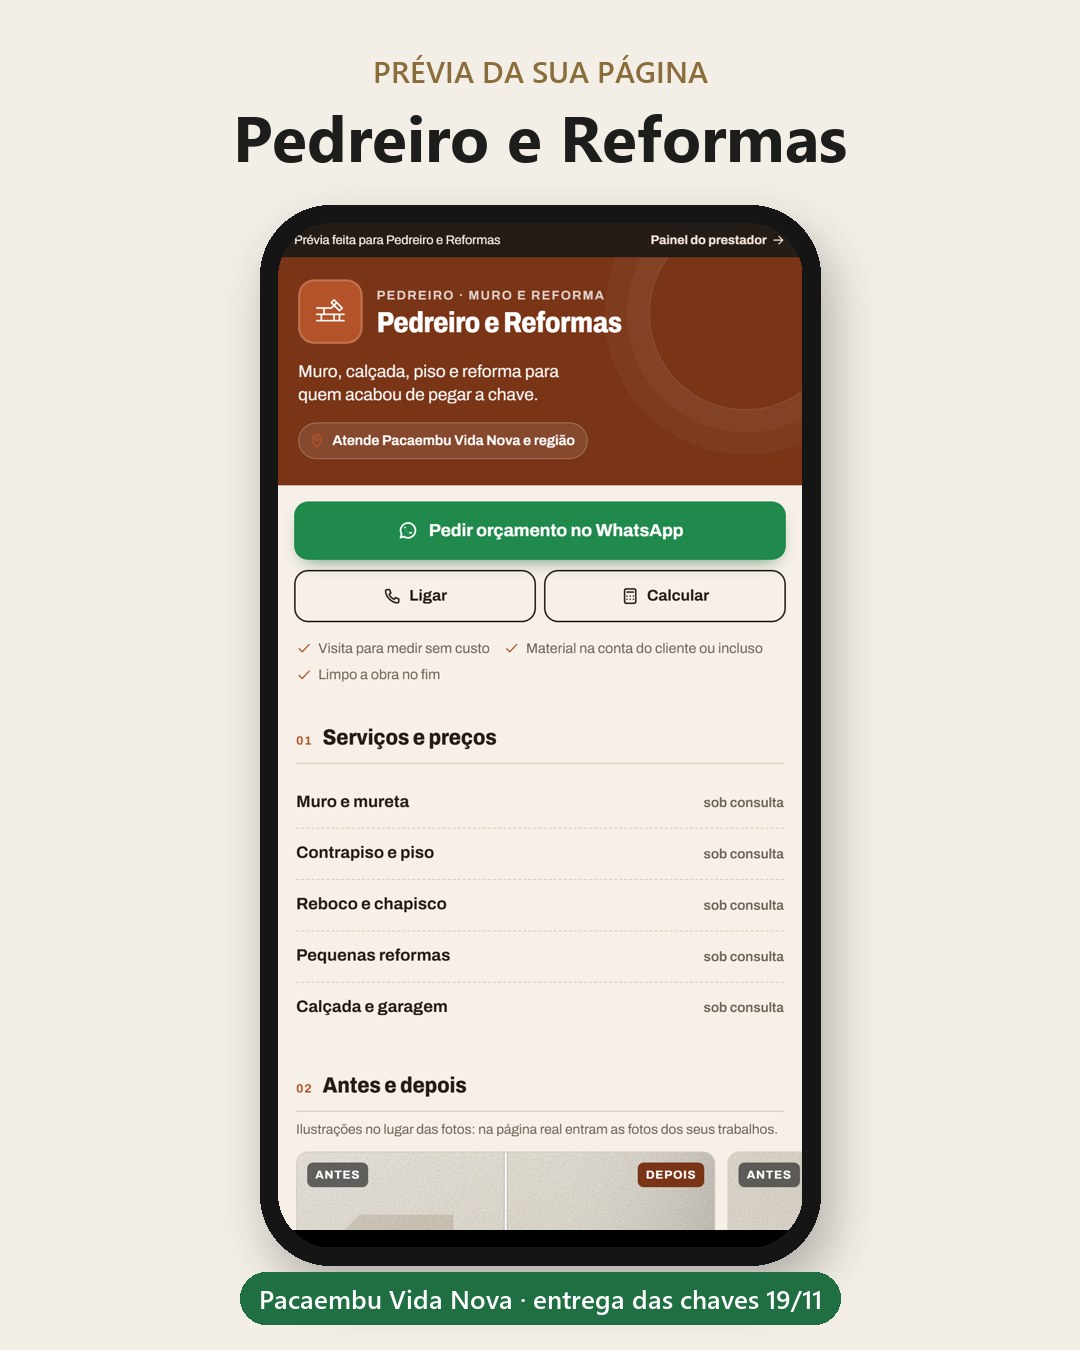 PRÉVIA DA SUA PÁGINA
Pedreiro e Reformas
Prévia feita para Pedreiro e Reformas
Painel do prestador →
PEDREIRO · MURO E REFORMA
Pedreiro e Reformas
Muro, calçada, piso e reforma para
quem acabou de pegar a chave.
Atende Pacaembu Vida Nova e região
Pedir orçamento no WhatsApp
Ligar
Calcular
Visita para medir sem custo
Material na conta do cliente ou incluso
Limpo a obra no fim
01 Serviços e preços
Muro e mureta sob consulta
Contrapiso e piso sob consulta
Reboco e chapisco sob consulta
Pequenas reformas sob consulta
Calçada e garagem sob consulta
02 Antes e depois
Ilustrações no lugar das fotos: na página real entram as fotos dos seus trabalhos.
ANTES
DEPOIS
ANTES
Pacaembu Vida Nova · entrega das chaves 19/11